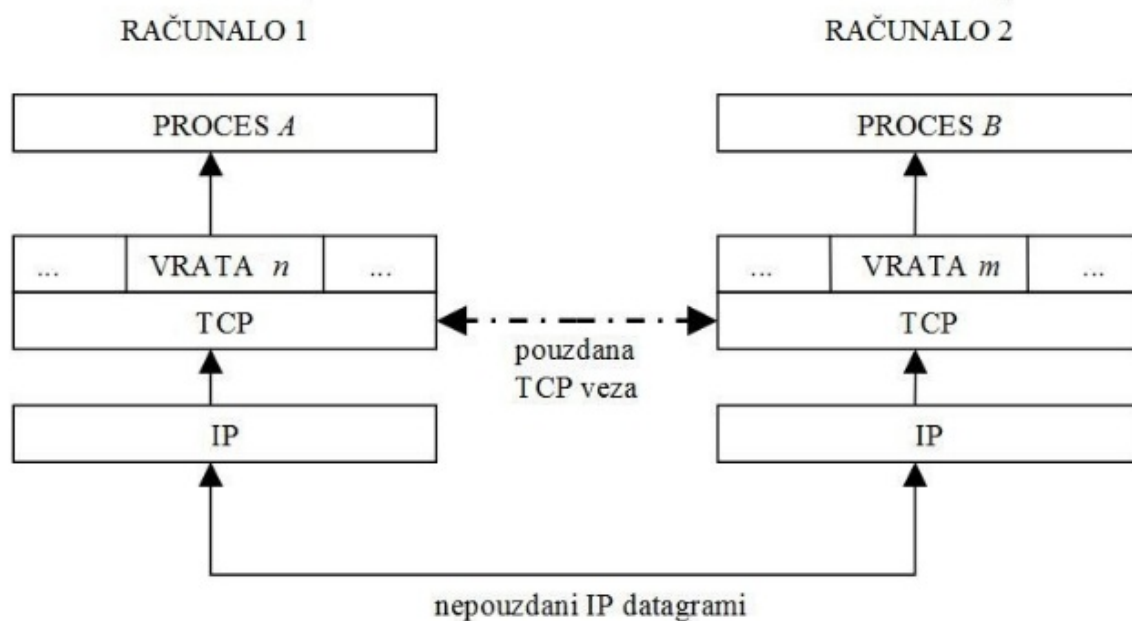 RAČUNALO 1 RAČUNALO 2
PROCES A PROCES B
... VRATA n ... ... VRATA m ...
TCP TCP
pouzdana
TCP veza
IP IP
nepouzdani IP datagrami